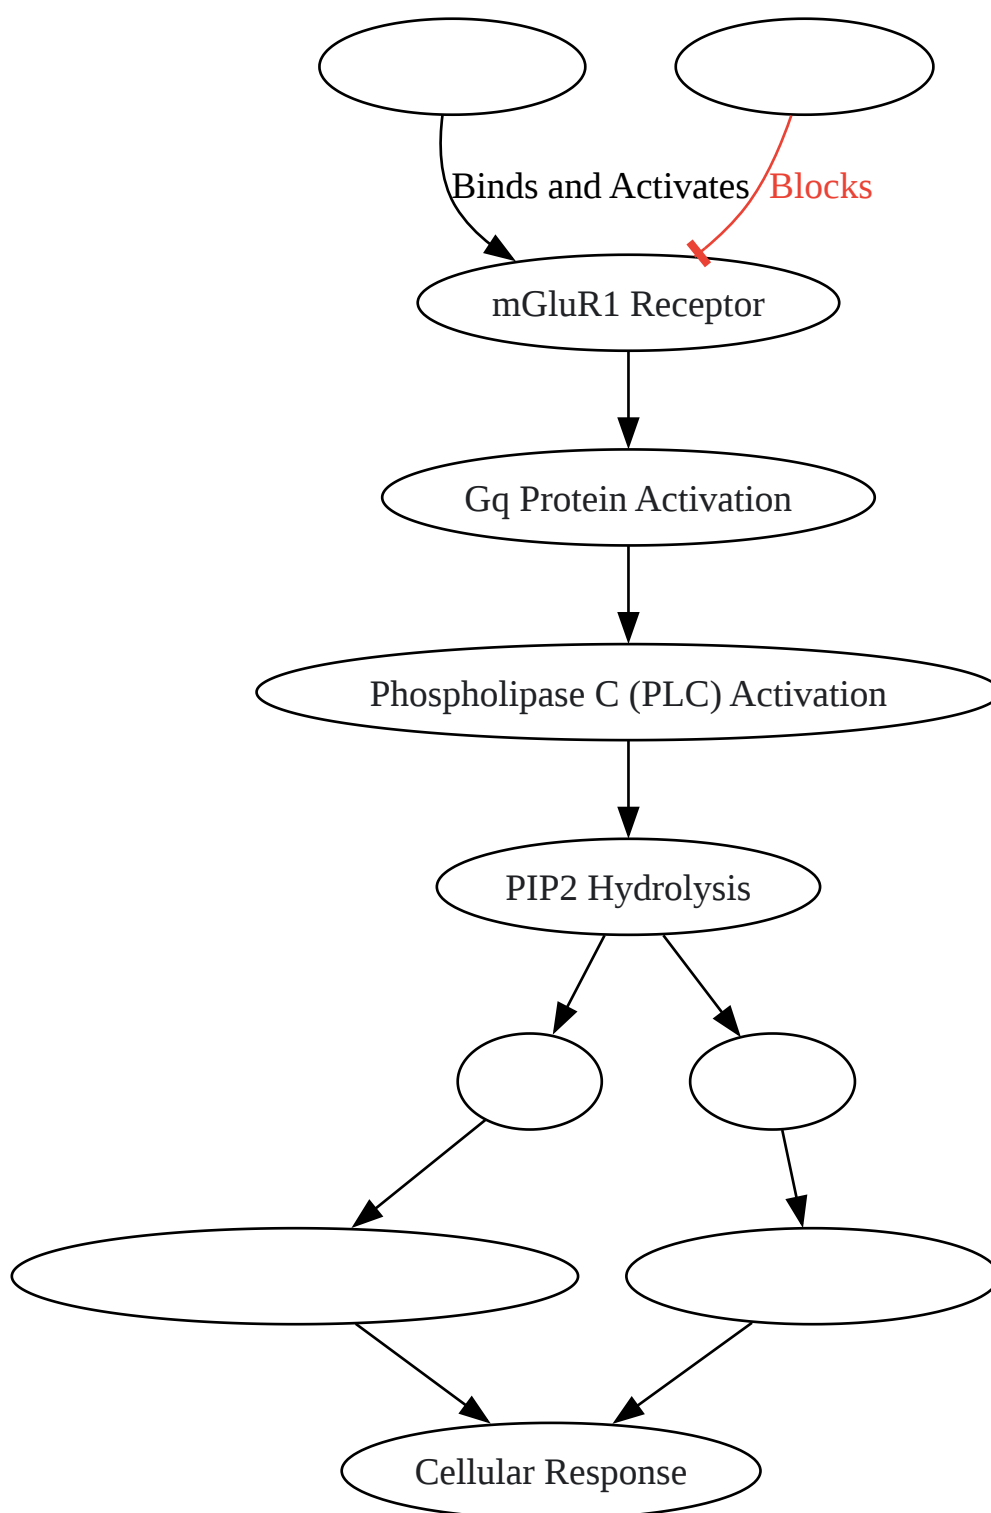 Binds and Activates
Blocks
mGluR1 Receptor
Gq Protein Activation
Phospholipase C (PLC) Activation
PIP2 Hydrolysis
Cellular Response